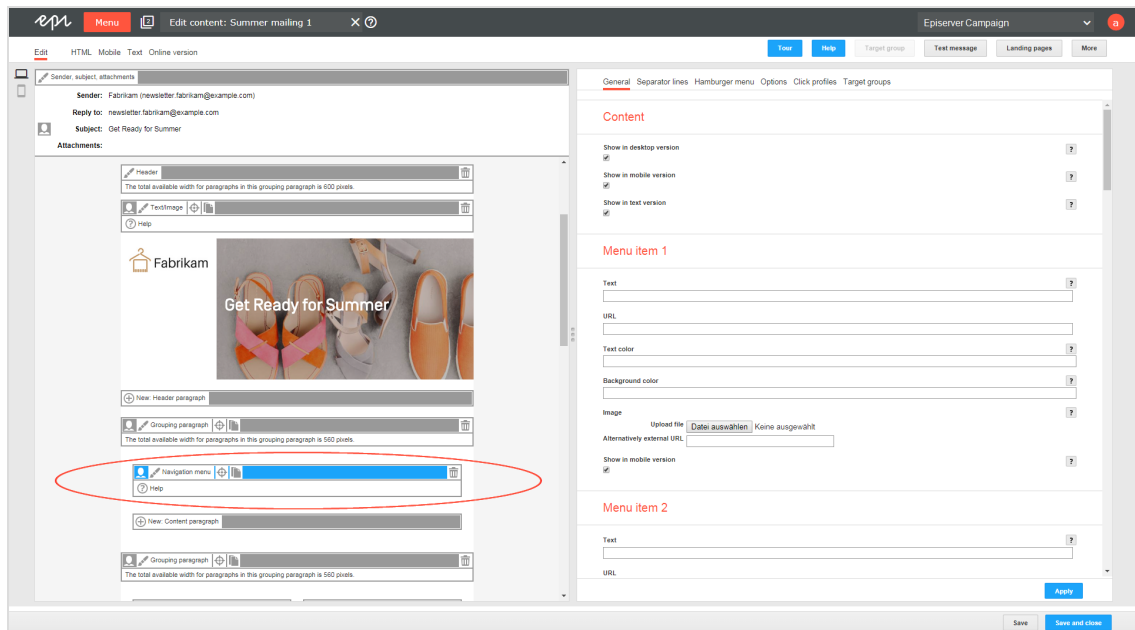 epi Menu 2 Edit content: Summer mailing 1 X ? Episerver Campaign a
Edit HTML Mobile Text Online version Tour Help Target group Test message Landing pages More
Sender, subject, attachments
Sender: Fabrikam (newsletter.fabrikam@example.com)
Reply to: newsletter.fabrikam@example.com
Subject: Get Ready for Summer
Attachments:
Header
The total available width for paragraphs in this grouping paragraph is 600 pixels.
Text/Image
? Help
Fabrikam
Get Ready for Summer
New: Header paragraph
Grouping paragraph
The total available width for paragraphs in this grouping paragraph is 560 pixels.
Navigation menu
? Help
New: Content paragraph
Grouping paragraph
The total available width for paragraphs in this grouping paragraph is 560 pixels.
General Separator lines Hamburger menu Options Click profiles Target groups
Content
Show in desktop version ?
Show in mobile version ?
Show in text version ?
Menu item 1
Text ?
URL
Text color ?
Background color ?
Image ?
Upload file Datei auswählen Keine ausgewählt
Alternatively external URL
Show in mobile version ?
Menu item 2
Text ?
URL
Apply
Save Save and close